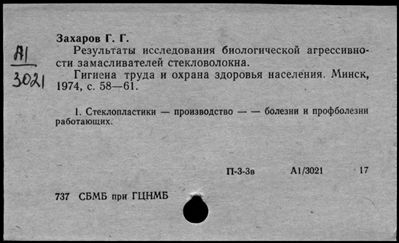 Захаров Г. Г.
А1
3021
Результаты исследования биологической агрессивно-
сти замасливателей стекловолокна.
Гигиена труда и охрана здоровья населения. Минск,
1974, с. 58—61.
1. Стеклопластики — производство — — болезни и профболезни
работающих.
П-3-3в А1/3021 17
737 СБМБ при ГЦНМБ